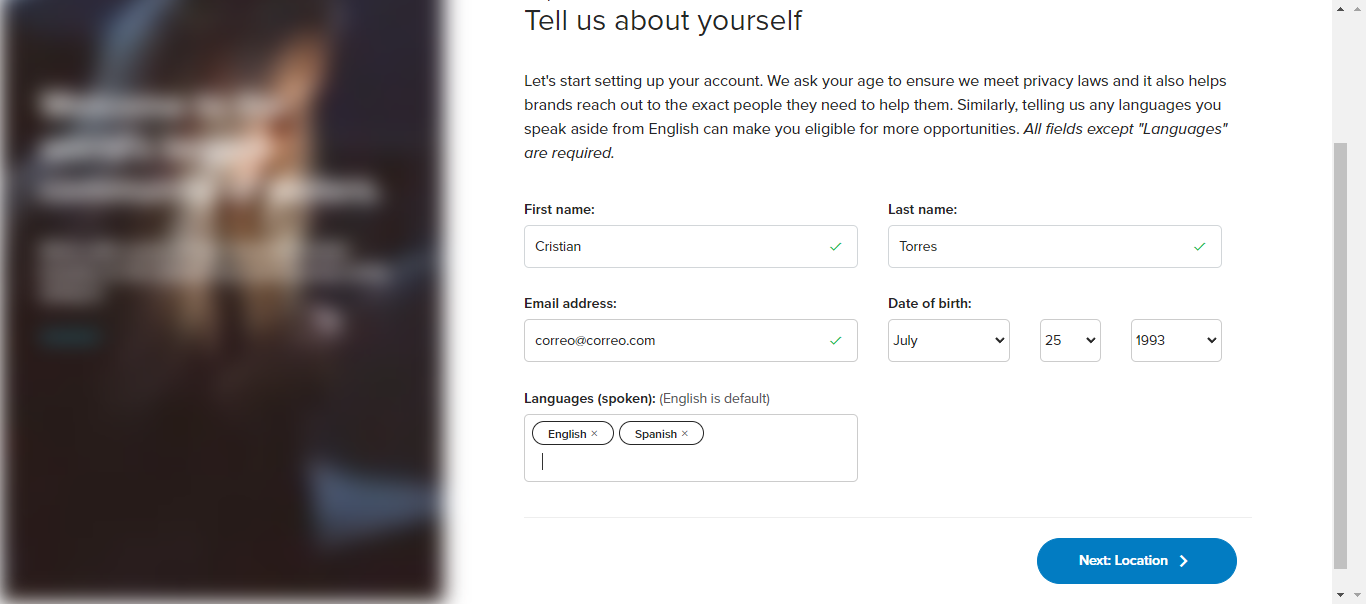 Tell us about yourself
Let's start setting up your account. We ask your age to ensure we meet privacy laws and it also helps
brands reach out to the exact people they need to help them. Similarly, telling us any languages you
speak aside from English can make you eligible for more opportunities. All fields except "Languages"
are required.
First name:
Last name:
Cristian
Torres
Email address:
Date of birth:
correo@correo.com
July
25
1993
Languages (spoken): (English is default)
English ×
Spanish ×
Next: Location